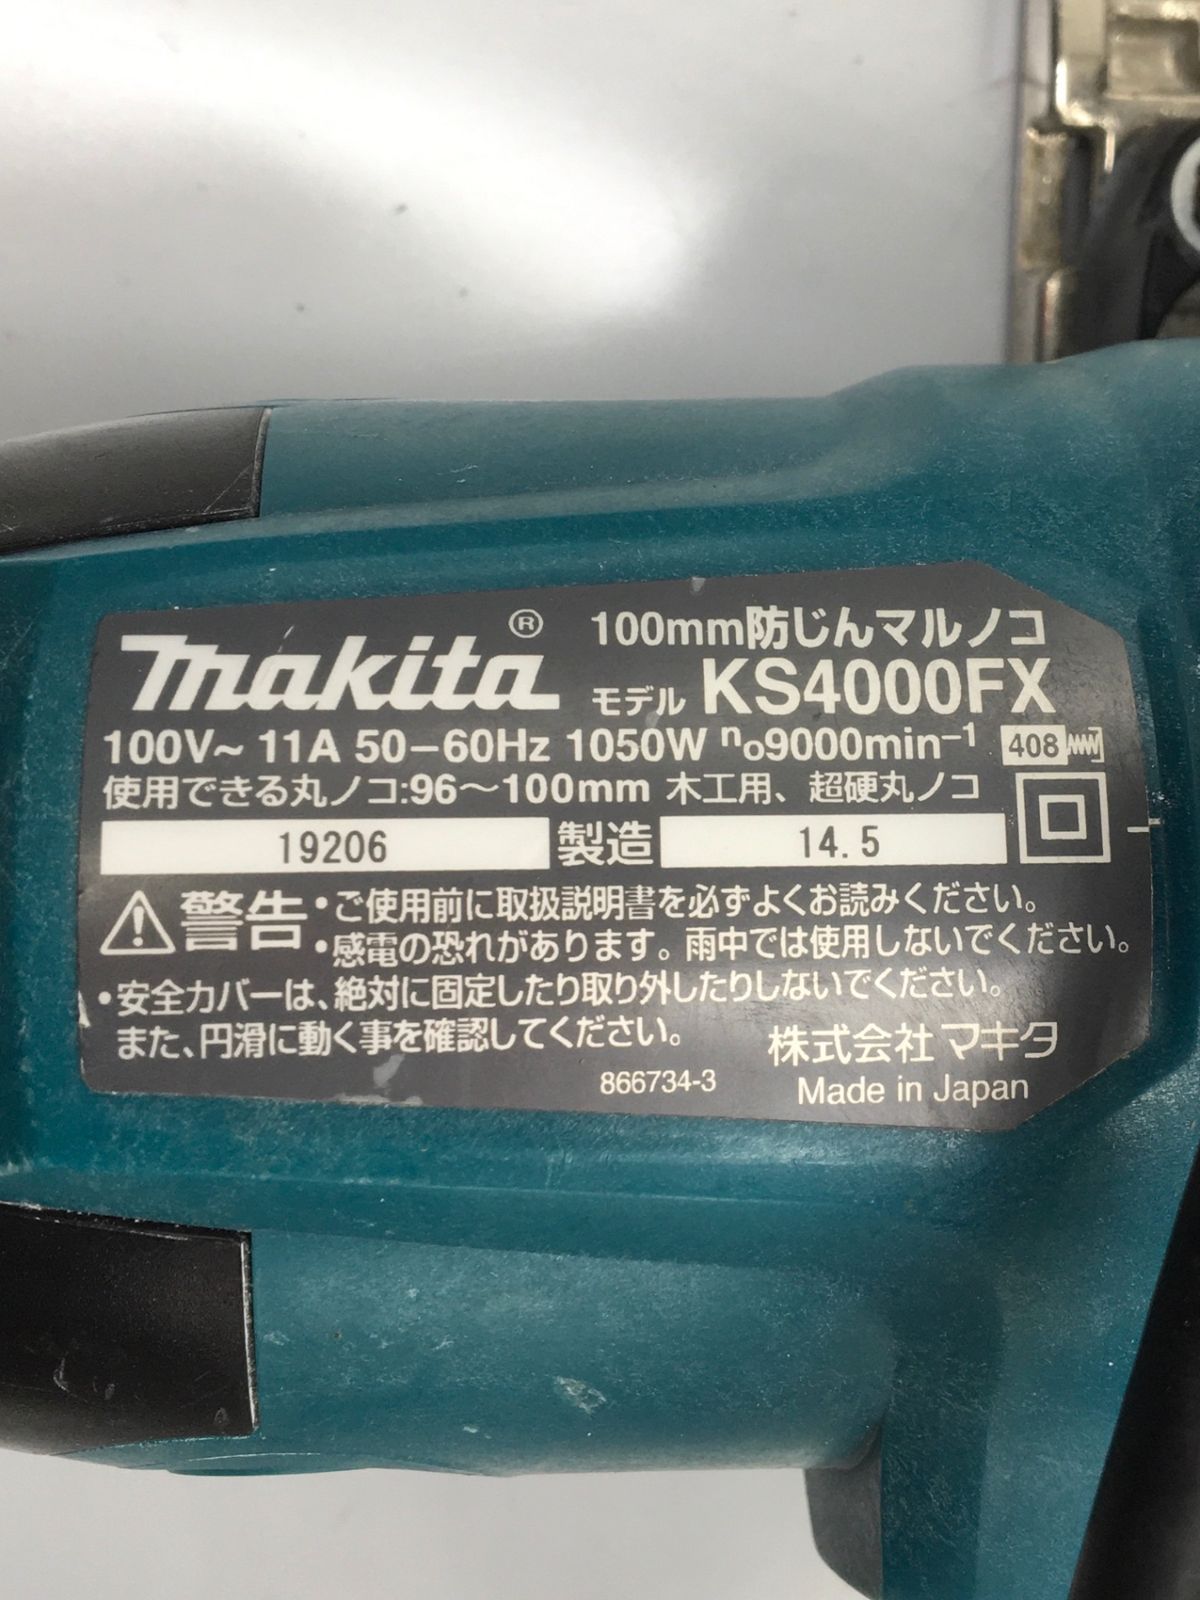 makita® 100mm防じんマルノコ
モデル KS4000FX
100V~ 11A 50-60Hz 1050W n₀9000min⁻¹ 408
使用できる丸ノコ:96〜100mm 木工用、超硬丸ノコ
19206 製造 14.5
警告 •ご使用前に取扱説明書を必ずよくお読みください。
•感電の恐れがあります。雨中では使用しないでください。
•安全カバーは、絶対に固定したり取り外したりしないでください。
また、円滑に動く事を確認してください。
株式会社マキタ
866734-3 Made in Japan